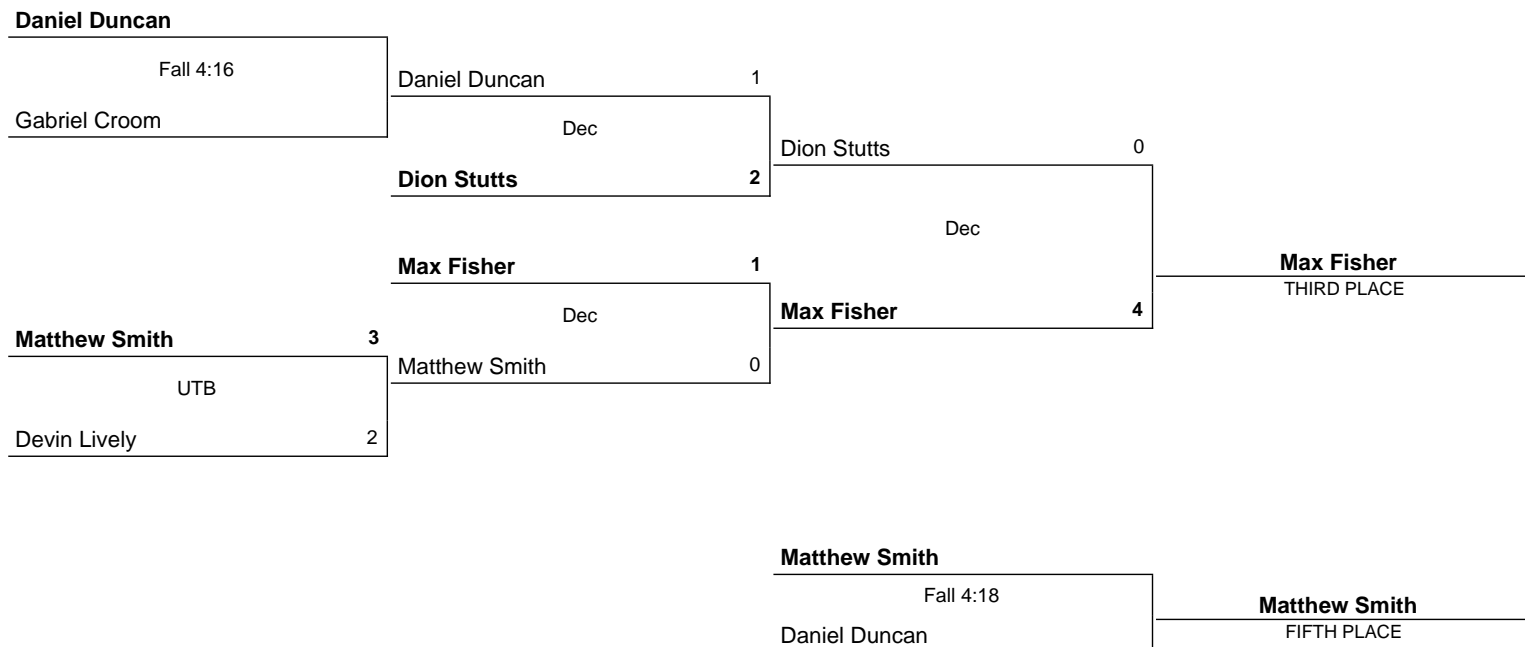 Daniel Duncan
Fall 4:16
Gabriel Croom
Daniel Duncan 1
Dec
Dion Stutts 2
Dion Stutts 0
Dec
Max Fisher 4
Max Fisher
THIRD PLACE
Max Fisher 1
Dec
Matthew Smith 0
Matthew Smith 3
UTB
Devin Lively 2
Matthew Smith
Fall 4:18
Daniel Duncan
Matthew Smith
FIFTH PLACE